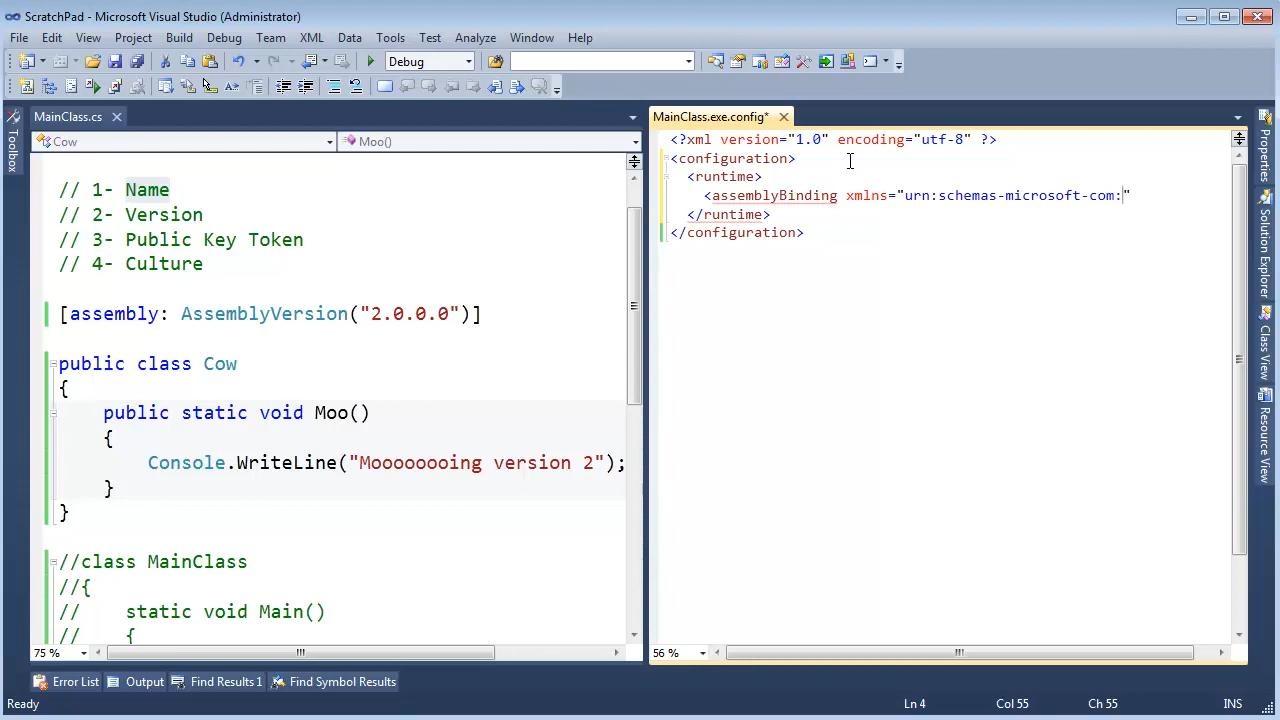 ScratchPad - Microsoft Visual Studio (Administrator)
File Edit View Project Build Debug Team XML Data Tools Test Analyze Window Help
Debug
MainClass.cs
MainClass.exe.config*
Cow Moo()
Toolbox
// 1- Name
// 2- Version
// 3- Public Key Token
// 4- Culture
[assembly: AssemblyVersion("2.0.0.0")]
public class Cow
{
public static void Moo()
{
Console.WriteLine("Moooooooing version 2");
}
}
//class MainClass
//{
// static void Main()
// {
75 %
<?xml version="1.0" encoding="utf-8" ?>
<configuration>
<runtime>
<assemblyBinding xmlns="urn:schemas-microsoft-com:"
</runtime>
</configuration>
56 %
Properties
Solution Explorer
Class View
Resource View
Error List Output Find Results 1 Find Symbol Results
Ready Ln 4 Col 55 Ch 55 INS